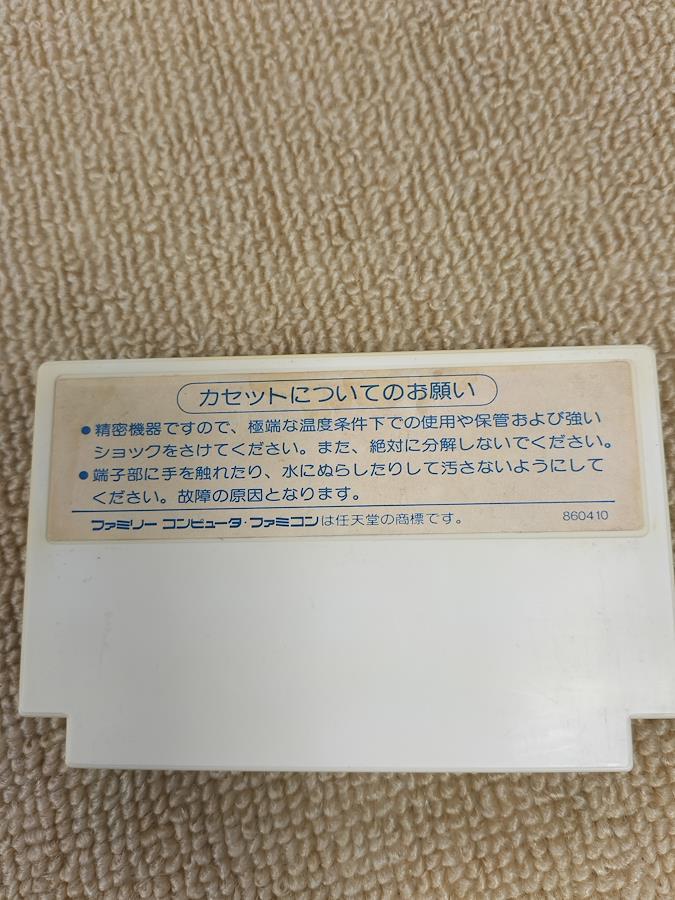 カセットについてのお願い
●精密機器ですので、極端な温度条件下での使用や保管および強い
ショックをさけてください。また、絶対に分解しないでください。
●端子部に手を触れたり、水にぬらしたりして汚さないようにして
ください。故障の原因となります。
ファミリー コンピュータ・ファミコンは任天堂の商標です。 860410